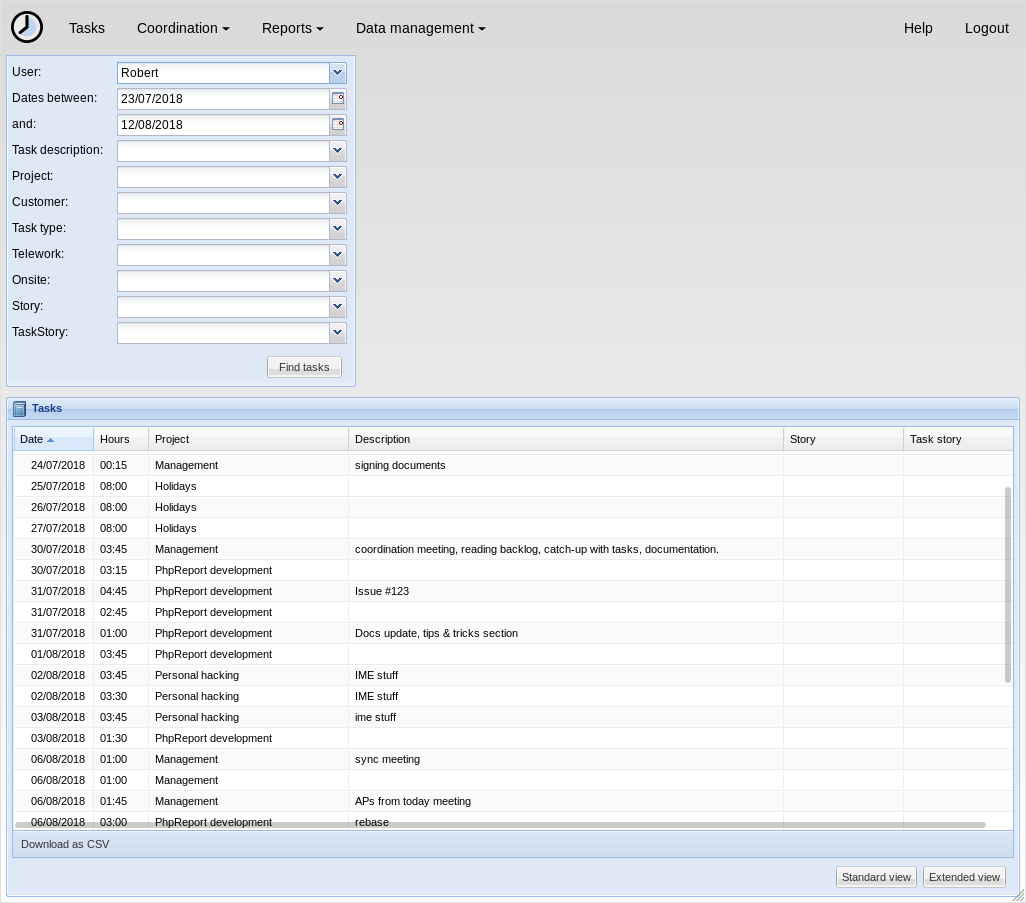 Tasks Coordination Reports Data management Help Logout
User: Robert
Dates between: 23/07/2018
and: 12/08/2018
Task description:
Project:
Customer:
Task type:
Telework:
Onsite:
Story:
TaskStory:
Find tasks
Tasks
Date Hours Project Description Story Task story
24/07/2018 00:15 Management signing documents
25/07/2018 08:00 Holidays
26/07/2018 08:00 Holidays
27/07/2018 08:00 Holidays
30/07/2018 03:45 Management coordination meeting, reading backlog, catch-up with tasks, documentation.
30/07/2018 03:15 PhpReport development
31/07/2018 04:45 PhpReport development Issue #123
31/07/2018 02:45 PhpReport development
31/07/2018 01:00 PhpReport development Docs update, tips & tricks section
01/08/2018 03:45 PhpReport development
02/08/2018 03:45 Personal hacking IME stuff
02/08/2018 03:30 Personal hacking IME stuff
03/08/2018 03:45 Personal hacking ime stuff
03/08/2018 01:30 PhpReport development
06/08/2018 01:00 Management sync meeting
06/08/2018 01:00 Management
06/08/2018 01:45 Management APs from today meeting
06/08/2018 03:00 PhpReport development rebase
Download as CSV
Standard view Extended view